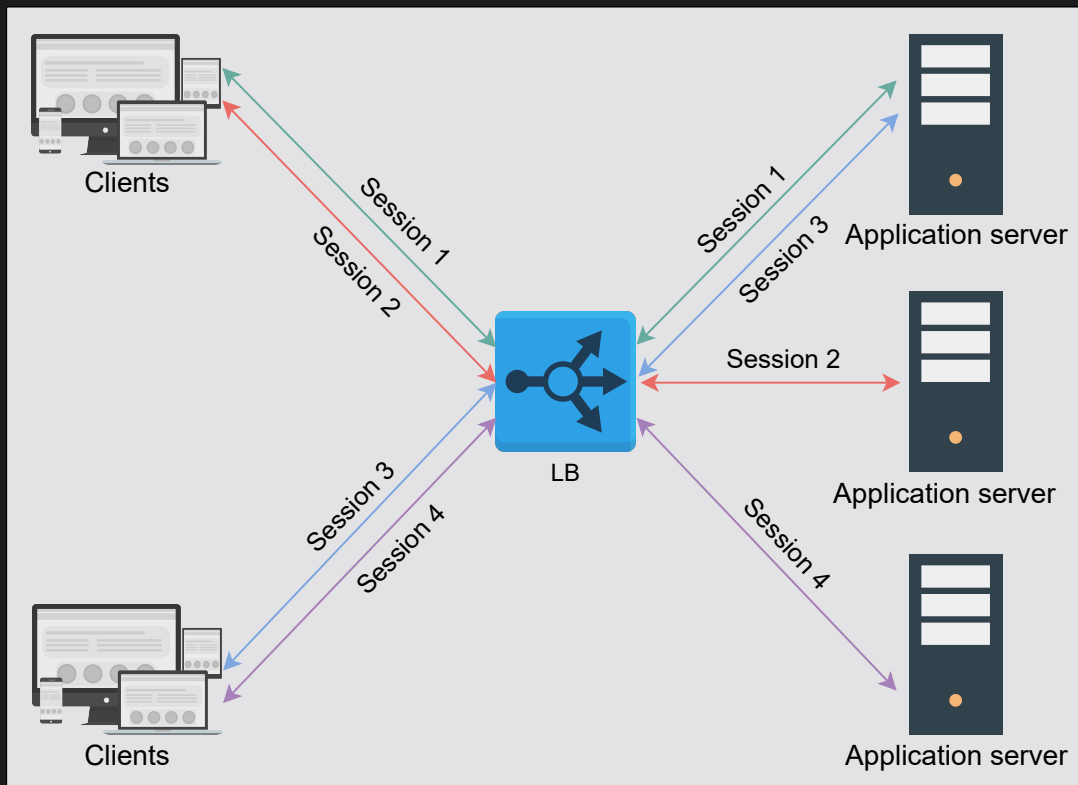 Clients
Session 1
Session 2
Session 1
Session 3
Application server
Session 2
LB
Application server
Session 3
Session 4
Session 4
Clients
Application server